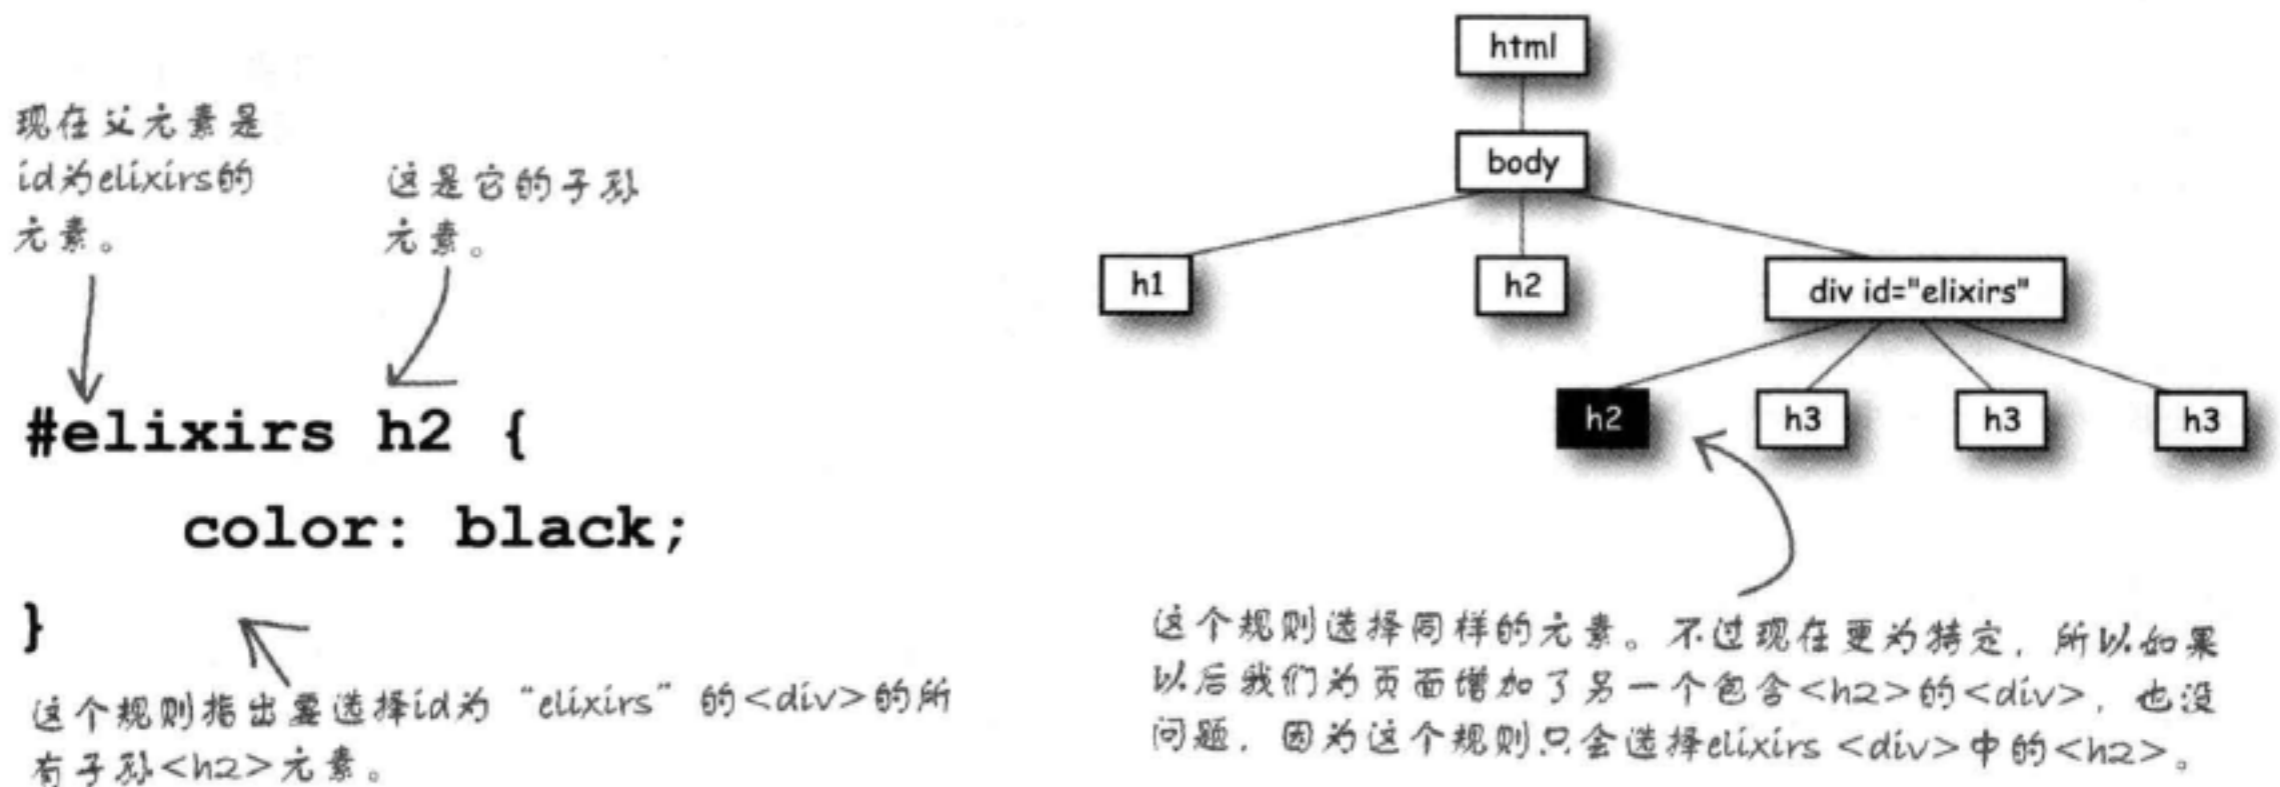 现在父元素是
id为elixirs的
元素。
这是它的子孙
元素。
#elixirs h2 {
color: black;
}
这个规则指出要选择id为“elixirs”的<div>的所
有子孙<h2>元素。
html
body
h1
h2
div id="elixirs"
h2
h3
h3
h3
这个规则选择同样的元素。不过现在更为特定，所以如果
以后我们为页面增加了另一个包含<h2>的<div>，也没
问题，因为这个规则只会选择elixirs <div>中的<h2>。